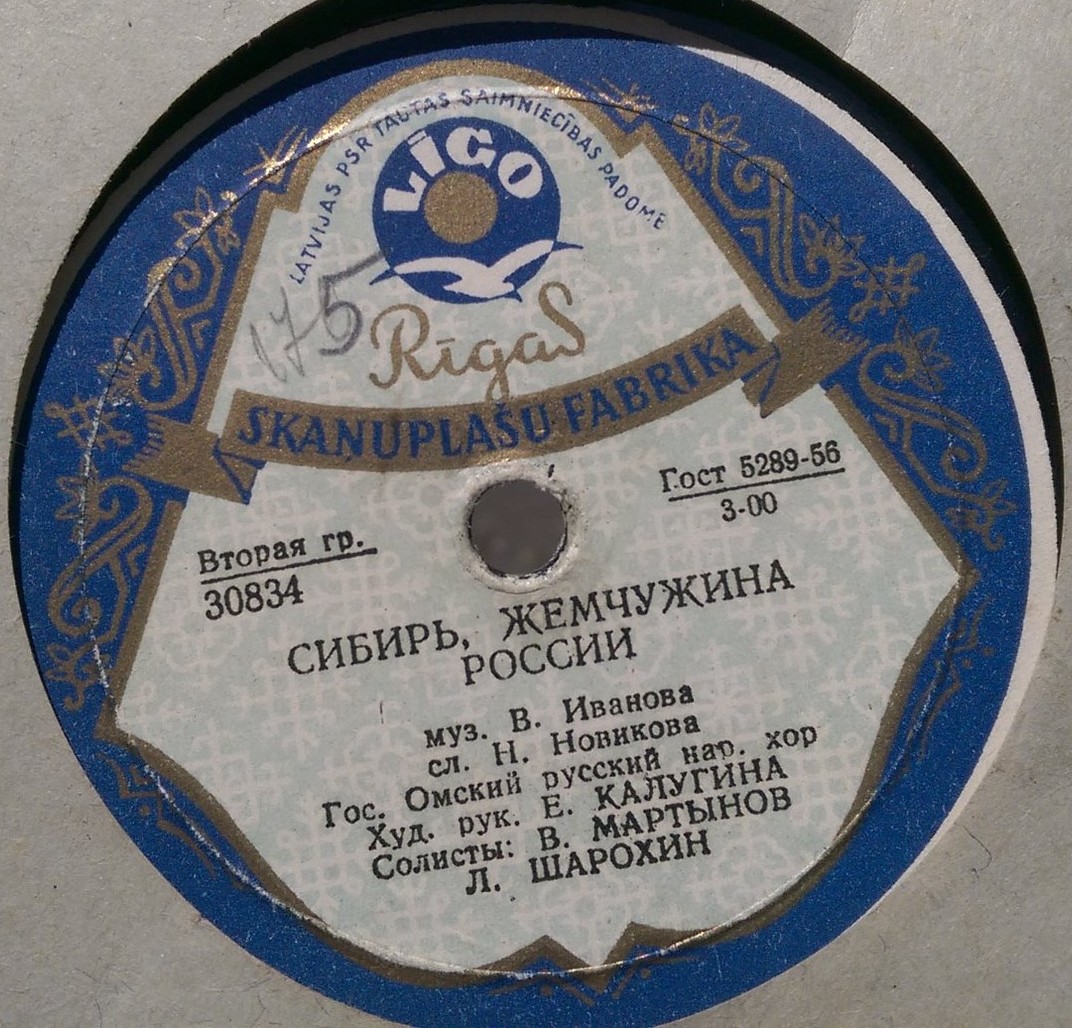 LATVIJAS PSR TAUTAS SAIMNIECĪBAS PADOME
LĪGO
175
Rīgas
SKAŅUPLAŠU FABRIKA
Гост 5289-56
3-00
Вторая гр.
30834
СИБИРЬ, ЖЕМЧУЖИНА
РОССИИ
муз. В. Иванова
сл. Н. Новикова
Гос. Омский русский нар. хор
Худ. рук. Е. КАЛУГИНА
Солисты: В. МАРТЫНОВ
Л. ШАРОХИН